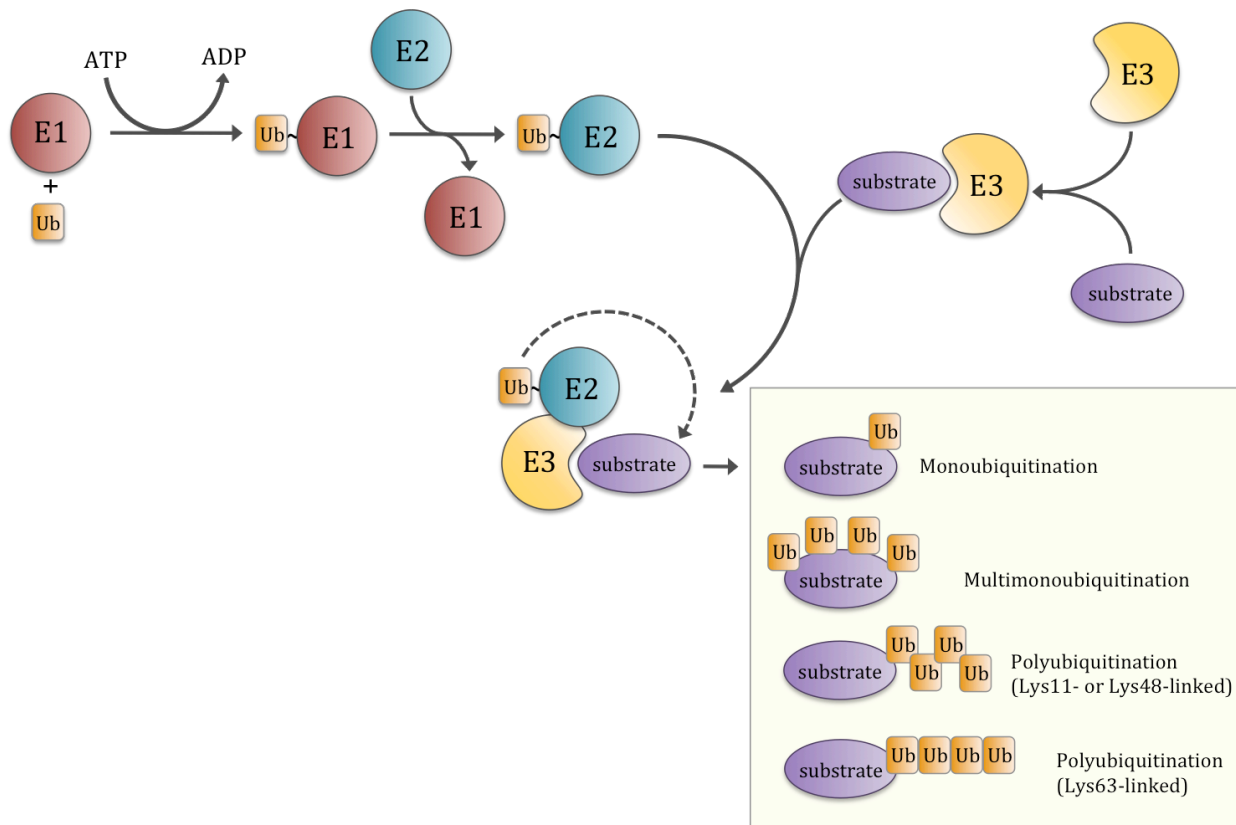 ATP
ADP
E2
E3
E1
Ub
E1
Ub
E2
substrate
E3
+
Ub
E1
substrate
Ub
E2
E3
substrate
Ub
substrate
Monoubiquitination
Ub
Ub
Ub
Ub
substrate
Multimonoubiquitination
substrate
Ub
Ub
Ub
Ub
Polyubiquitination
(Lys11- or Lys48-linked)
substrate
Ub
Ub
Ub
Ub
Polyubiquitination
(Lys63-linked)